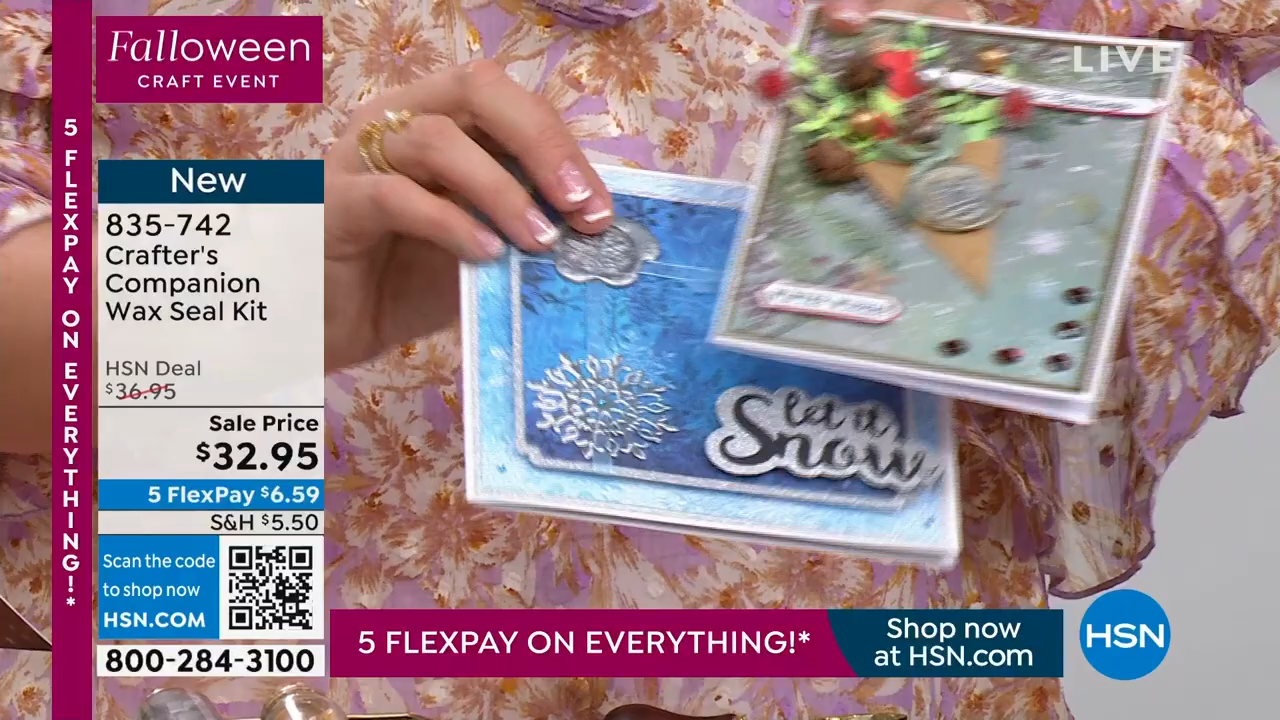 Falloween
CRAFT EVENT
LIVE
5 FLEXPAY ON EVERYTHING!*
New
835-742
Crafter's
Companion
Wax Seal Kit
HSN Deal
$36.95
Sale Price
$32.95
5 FlexPay $6.59
S&H $5.50
Scan the code
to shop now
HSN.COM
800-284-3100
let it
Snow
5 FLEXPAY ON EVERYTHING!*
Shop now
at HSN.com
HSN